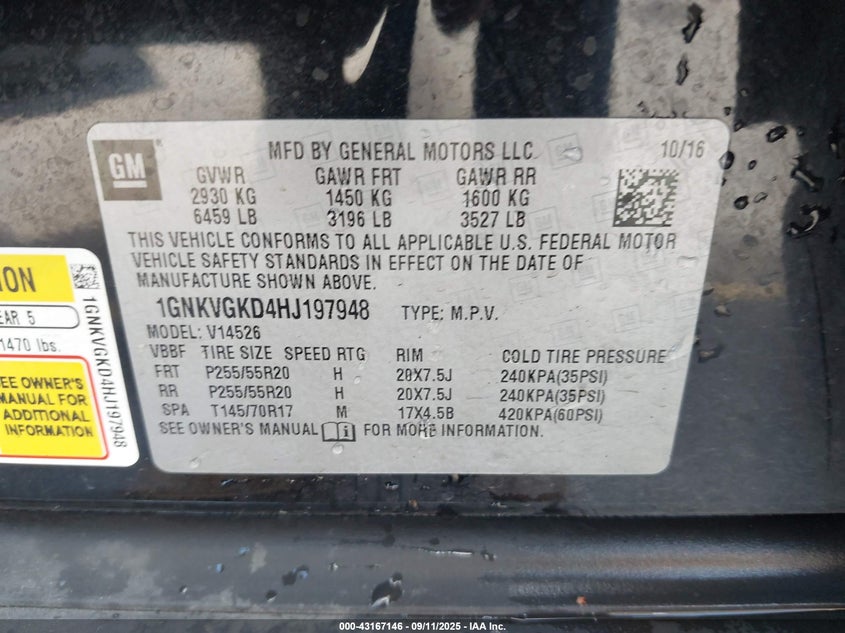 GM
MFD BY GENERAL MOTORS LLC 10/16
GVWR GAWR FRT GAWR RR
2930 KG 1450 KG 1600 KG
6459 LB 3196 LB 3527 LB
THIS VEHICLE CONFORMS TO ALL APPLICABLE U.S. FEDERAL MOTOR
VEHICLE SAFETY STANDARDS IN EFFECT ON THE DATE OF
MANUFACTURE SHOWN ABOVE.
1GNKVGKD4HJ197948 TYPE: M.P.V.
MODEL: V14526
VBBF TIRE SIZE SPEED RTG RIM COLD TIRE PRESSURE
FRT P255/55R20 H 20X7.5J 240KPA(35PSI)
RR P255/55R20 H 20X7.5J 240KPA(35PSI)
SPA T145/70R17 M 17X4.5B 420KPA(60PSI)
SEE OWNER'S MANUAL FOR MORE INFORMATION.
ION
EAR 5
1470 lbs.
SEE OWNER'S
MANUAL FOR
ADDITIONAL
INFORMATION
1GNKVGKD4HJ197948
000-43167146 - 09/11/2025 - IAA Inc.